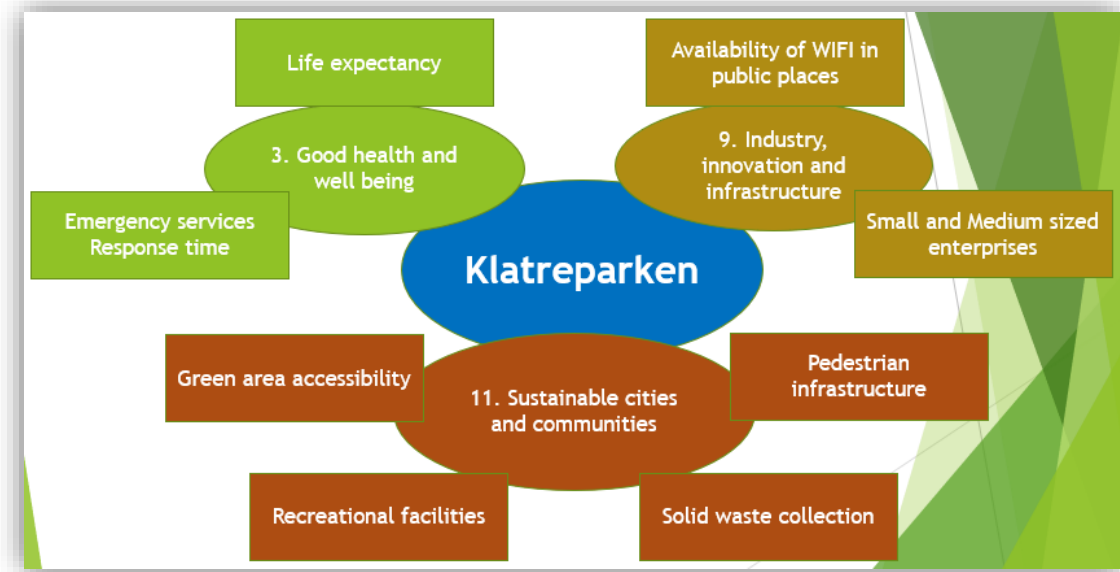 Life expectancy
Availability of WIFI in
public places
3. Good health and
well being
9. Industry,
innovation and
infrastructure
Emergency services
Response time
Small and Medium sized
enterprises
Klatreparken
Green area accessibility
11. Sustainable cities
and communities
Pedestrian
infrastructure
Recreational facilities
Solid waste collection